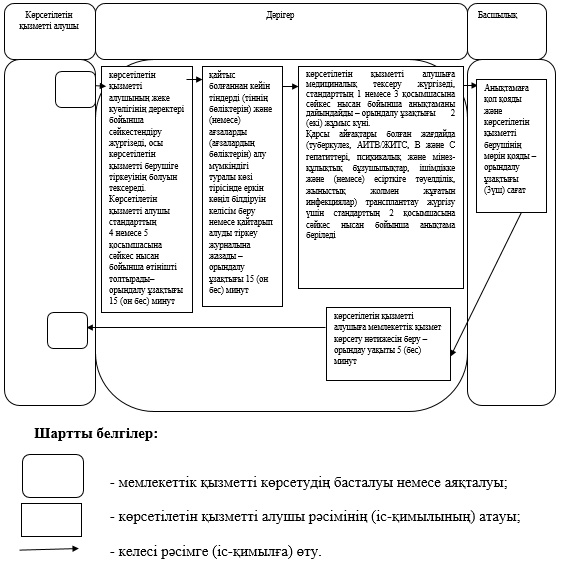 Көрсетілетін
қызметті алушы
Дәрігер
Басшылық
көрсетілетін
қызметті
алушының жеке
куәлігінің деректері
бойынша
сәйкестендіру
жүргізеді, осы
көрсетілетін
қызметті берушіге
тіркеуінің болуын
тексереді.
Көрсетілетін
қызметті алушы
стандарттың
4 немесе 5
қосымшасына
сәйкес нысан
бойынша өтінішті
толтырады–
орындалу ұзақтығы
15 (он бес) минут
қайтыс
болғаннан кейін
тіндерді (тіннің
бөліктерін) және
(немесе)
ағзаларды
(ағзалардың
бөліктерін) алу
мүмкіндігі
туралы көзі
тірісінде еркін
көңіл білдіруін
келісім беру
немесе қайтарып
алуды тіркеу
журналына
жазады –
орындалу
ұзақтығы 15 (он
бес) минут
көрсетілетін қызметті алушыға
медициналық тексеру жүргізеді,
стандарттың 1 немесе 3 қосымшасына
сәйкес нысан бойынша анықтаманы
дайындайды – орындалу ұзақтығы 2
(екі) жұмыс күні.
Қарсы айғақтары болған жағдайда
(туберкулез, АИТВ/ЖИТС, В және С
гепатиттері, психикалық және мінез-
құлықтық бұзушылықтар, ішімдікке
және (немесе) есірткіге тәуелділік,
жыныстық жолмен жұғатын
инфекциялар) транспланттау жүргізу
үшін стандарттың 2 қосымшасына
сәйкес нысан бойынша анықтама
беріледі
Анықтамаға
қол қояды
және
көрсетілетін
қызметті
берушінің
мөрін қояды –
орындалу
ұзақтығы
(3үш) сағат
көрсетілетін қызметті
алушыға мемлекеттік қызмет
көрсету нәтижесін беру –
орындау уақыты 5 (бес)
минут
Шартты белгілер:
- мемлекеттік қызметті көрсетудің басталуы немесе аяқталуы;
- көрсетілетін қызметті алушы рәсімінің (іс-қимылының) атауы;
- келесі рәсімге (іс-қимылға) өту.